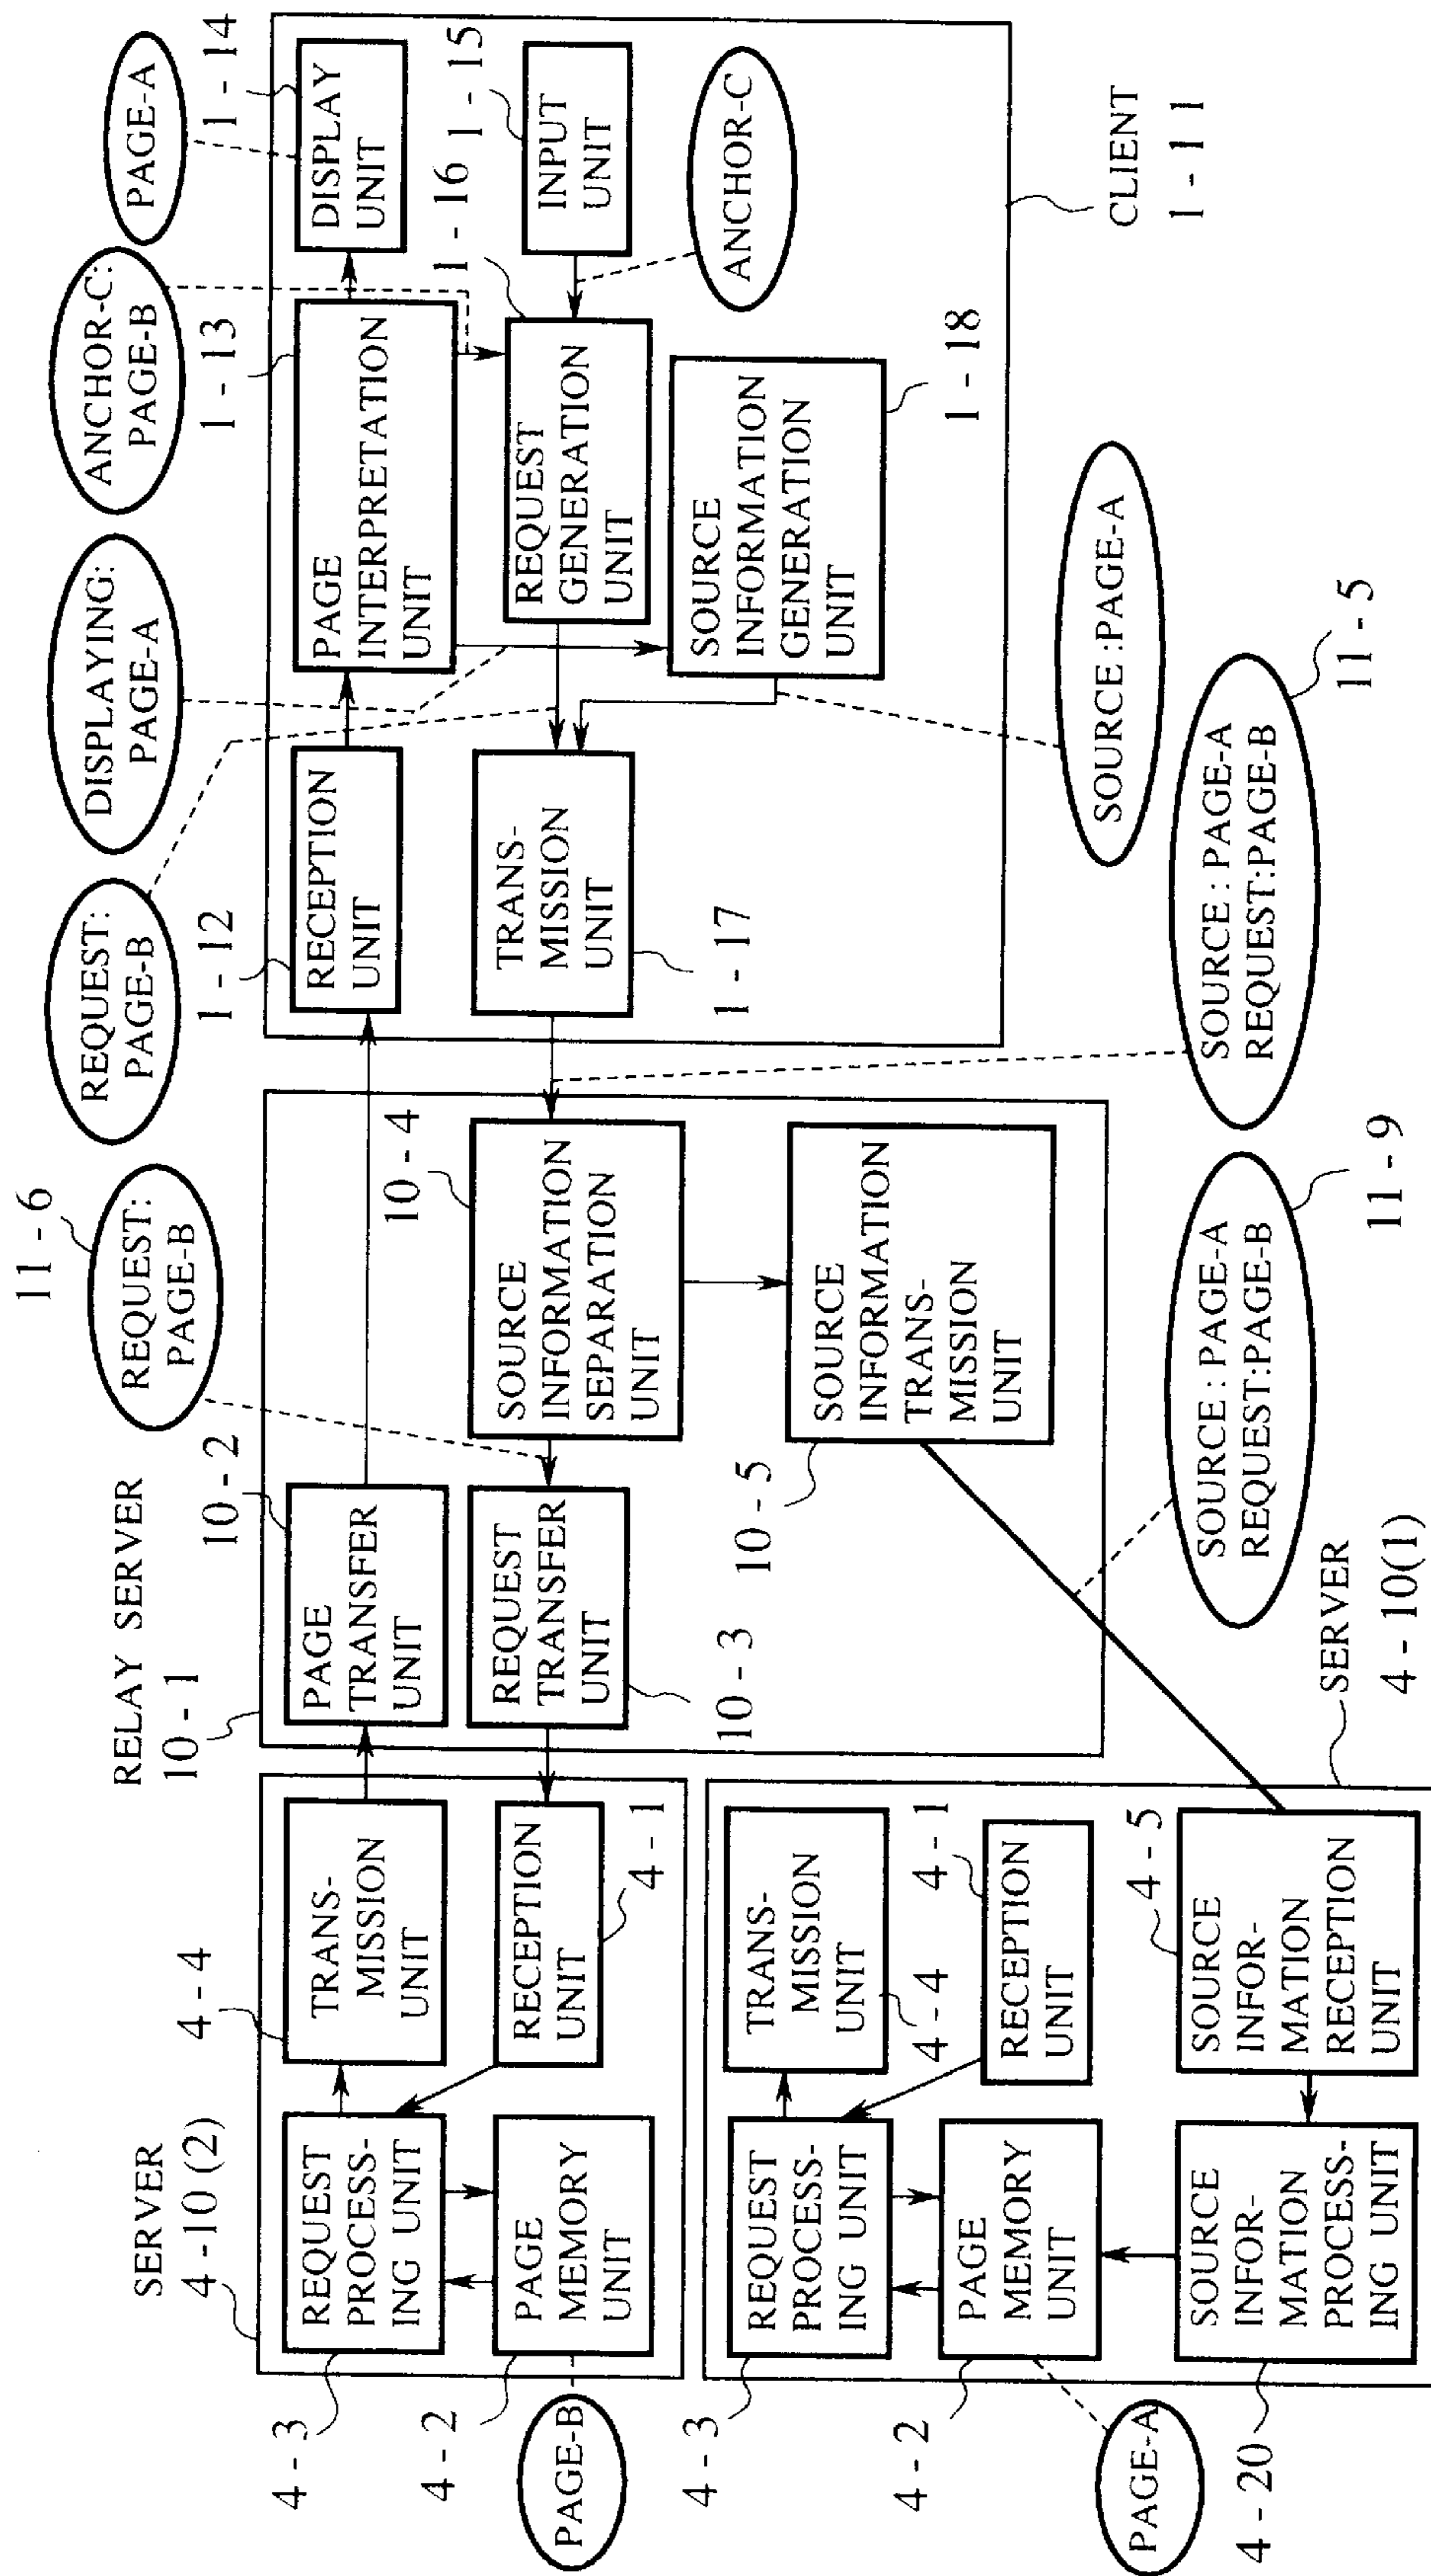 SERVER
4 - 10 (2)
4 - 3
REQUEST
PROCESS-
ING UNIT
4 - 4
TRANS-
MISSION
UNIT
4 - 2
PAGE
MEMORY
UNIT
RECEPTION
UNIT
4 - 1
PAGE-B
RELAY SERVER
10 - 1
10 - 2
PAGE
TRANSFER
UNIT
11 - 6
REQUEST:
PAGE-B
REQUEST
TRANSFER
UNIT
10 - 3
10 - 4
SOURCE
INFORMATION
SEPARATION
UNIT
SOURCE
INFORMATION
TRANS-
MISSION
UNIT
10 - 5
REQUEST:
PAGE-B
DISPLAYING:
PAGE-A
ANCHOR-C:
PAGE-B
PAGE-A
1 - 12
RECEPTION
UNIT
1 - 13
PAGE
INTERPRETATION
UNIT
1 - 14
DISPLAY
UNIT
TRANS-
MISSION
UNIT
1 - 17
1 - 16
REQUEST
GENERATION
UNIT
1 - 15
INPUT
UNIT
SOURCE
INFORMATION
GENERATION
UNIT
1 - 18
ANCHOR-C
CLIENT
1 - 11
SOURCE :PAGE-A
SOURCE : PAGE-A
REQUEST:PAGE-B
11 - 5
SOURCE : PAGE-A
REQUEST:PAGE-B
11 - 9
SERVER
4 - 10(1)
4 - 3
REQUEST
PROCESS-
ING UNIT
TRANS-
MISSION
UNIT
4 - 4
4 - 2
PAGE
MEMORY
UNIT
4 - 1
RECEPTION
UNIT
PAGE-A
4 - 20
SOURCE
INFOR-
MATION
PROCESS-
ING UNIT
4 - 5
SOURCE
INFOR-
MATION
RECEPTION
UNIT